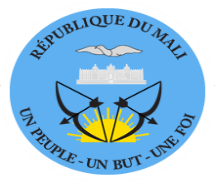 RÉPUBLIQUE DU MALI
UN PEUPLE - UN BUT - UNE FOI